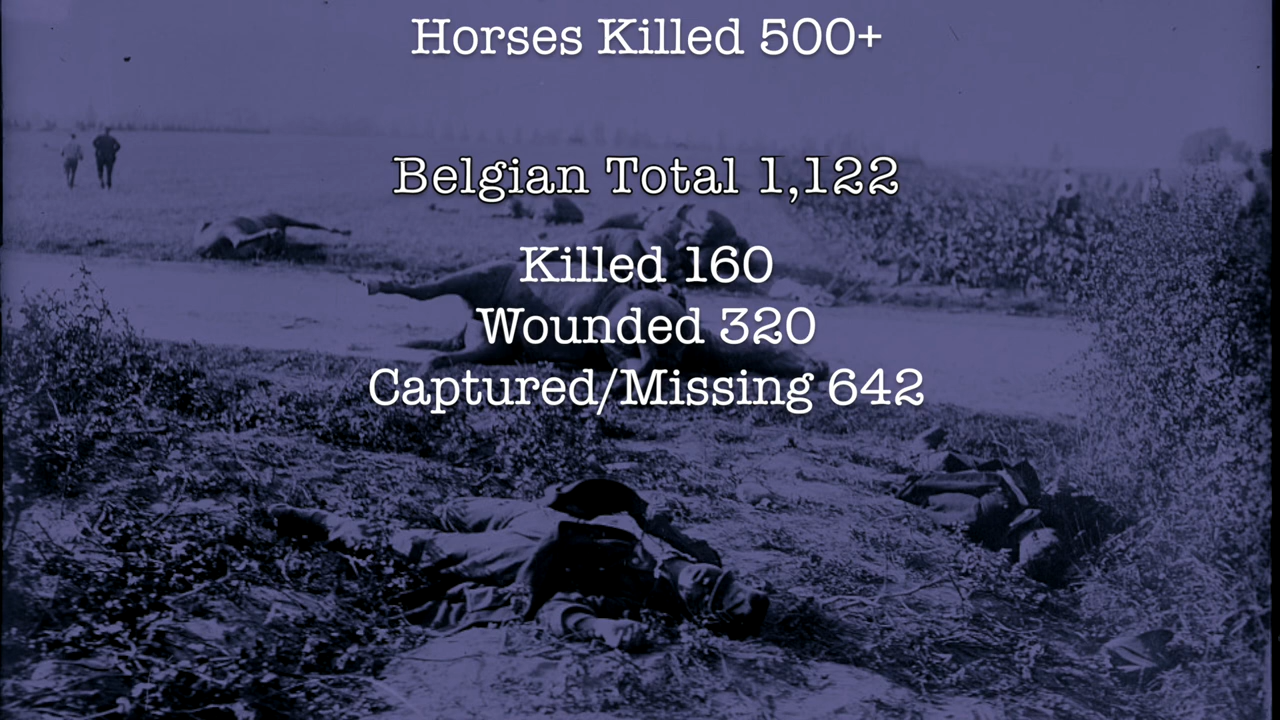 Horses Killed 500+
Belgian Total 1,122
Killed 160
Wounded 320
Captured/Missing 642